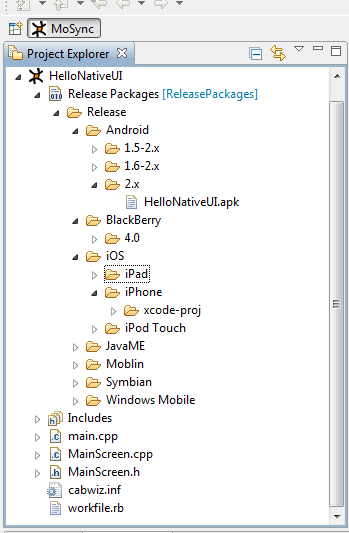 MoSync
Project Explorer
HelloNativeUI
Release Packages [ReleasePackages]
Release
Android
1.5-2.x
1.6-2.x
2.x
HelloNativeUI.apk
BlackBerry
4.0
iOS
iPad
iPhone
xcode-proj
iPod Touch
JavaME
Moblin
Symbian
Windows Mobile
Includes
main.cpp
MainScreen.cpp
MainScreen.h
cabwiz.inf
workfile.rb